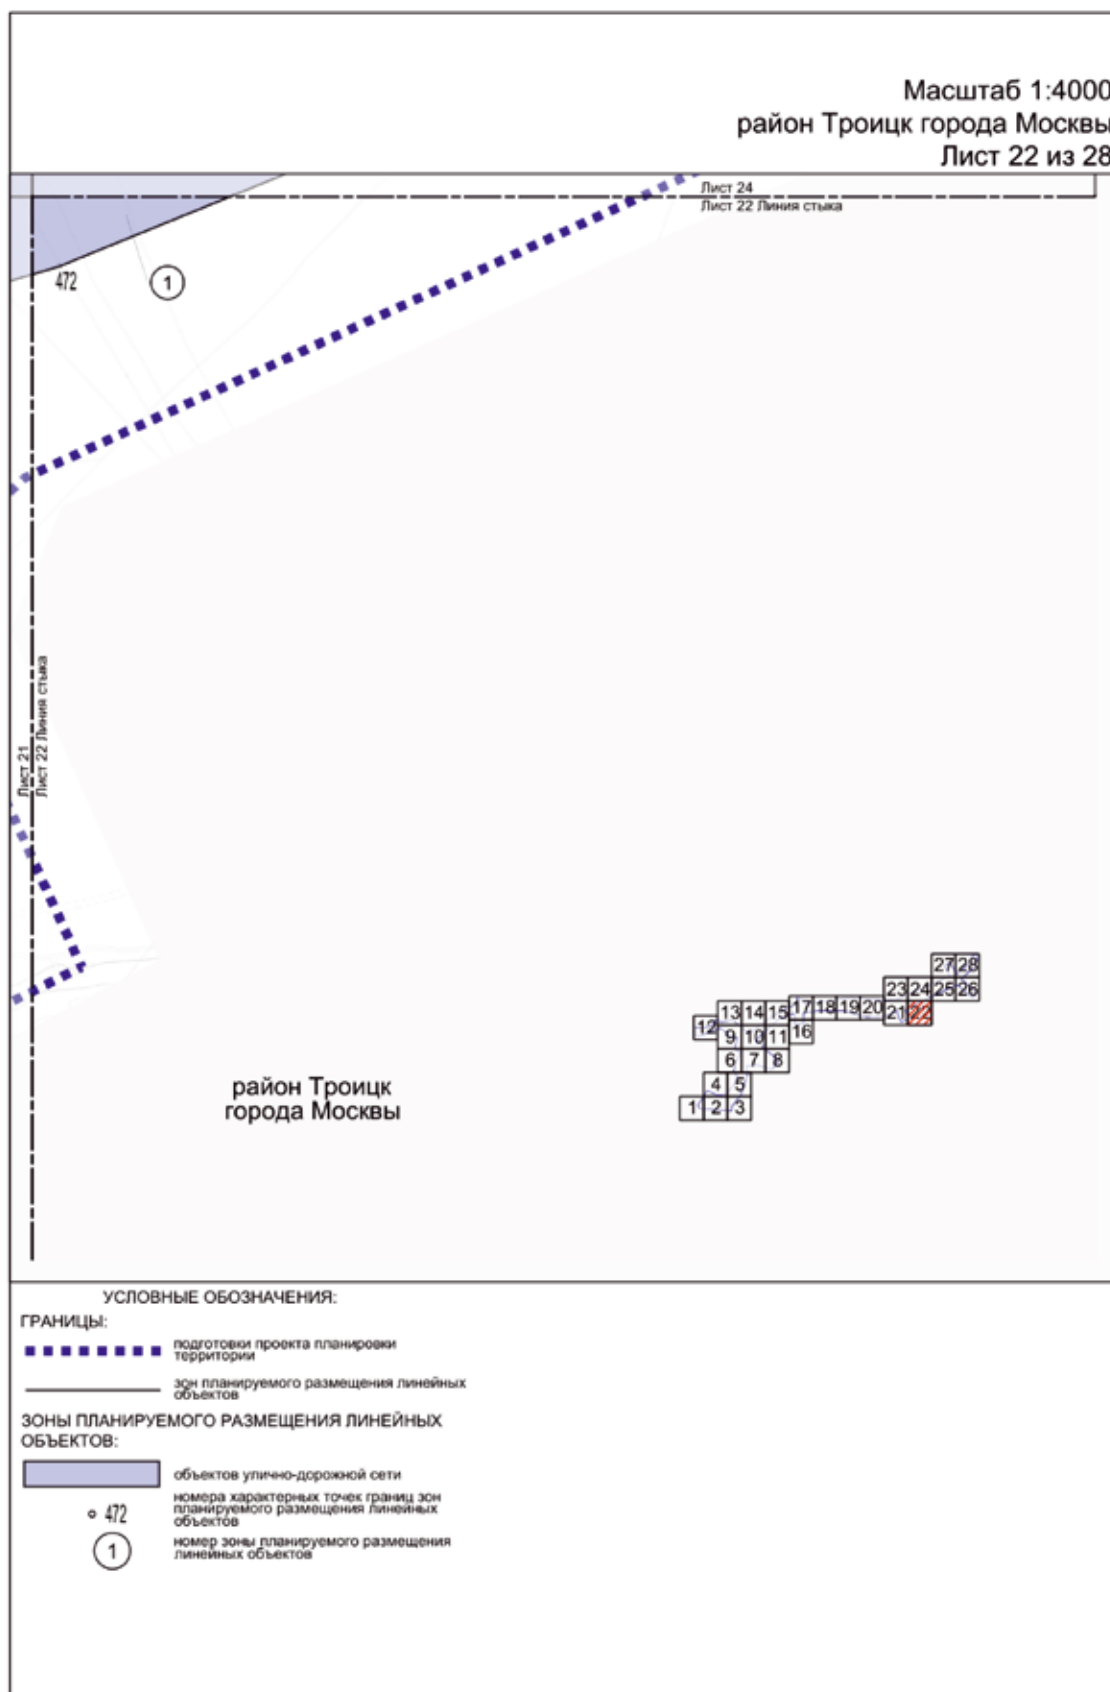 Масштаб 1:4000
район Троицк города Москвы
Лист 22 из 28
Лист 24
Лист 22 Линия стыка
472
1
Лист 21
Лист 22 Линия стыка
27 28
23 24 25 26
13 14 15 17 18 19 20 21 22
12 9 10 11 16
6 7 8
4 5
1 2 3
район Троицк
города Москвы
УСЛОВНЫЕ ОБОЗНАЧЕНИЯ:
ГРАНИЦЫ:
подготовки проекта планировки
территории
зон планируемого размещения линейных
объектов
ЗОНЫ ПЛАНИРУЕМОГО РАЗМЕЩЕНИЯ ЛИНЕЙНЫХ
ОБЪЕКТОВ:
объектов улично-дорожной сети
472
номера характерных точек границ зон
планируемого размещения линейных
объектов
1
номер зоны планируемого размещения
линейных объектов